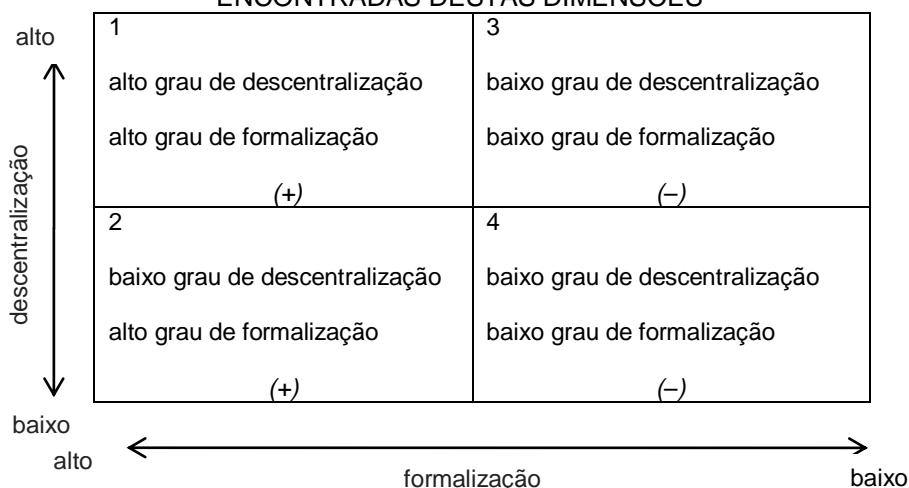 ENCONTRADAS DESTAS DIMENSÕES
alto
1
alto grau de descentralização
alto grau de formalização
(+)
3
baixo grau de descentralização
baixo grau de formalização
(–)
descentralização
2
baixo grau de descentralização
alto grau de formalização
(+)
4
baixo grau de descentralização
baixo grau de formalização
(–)
baixo
alto
formalização
baixo